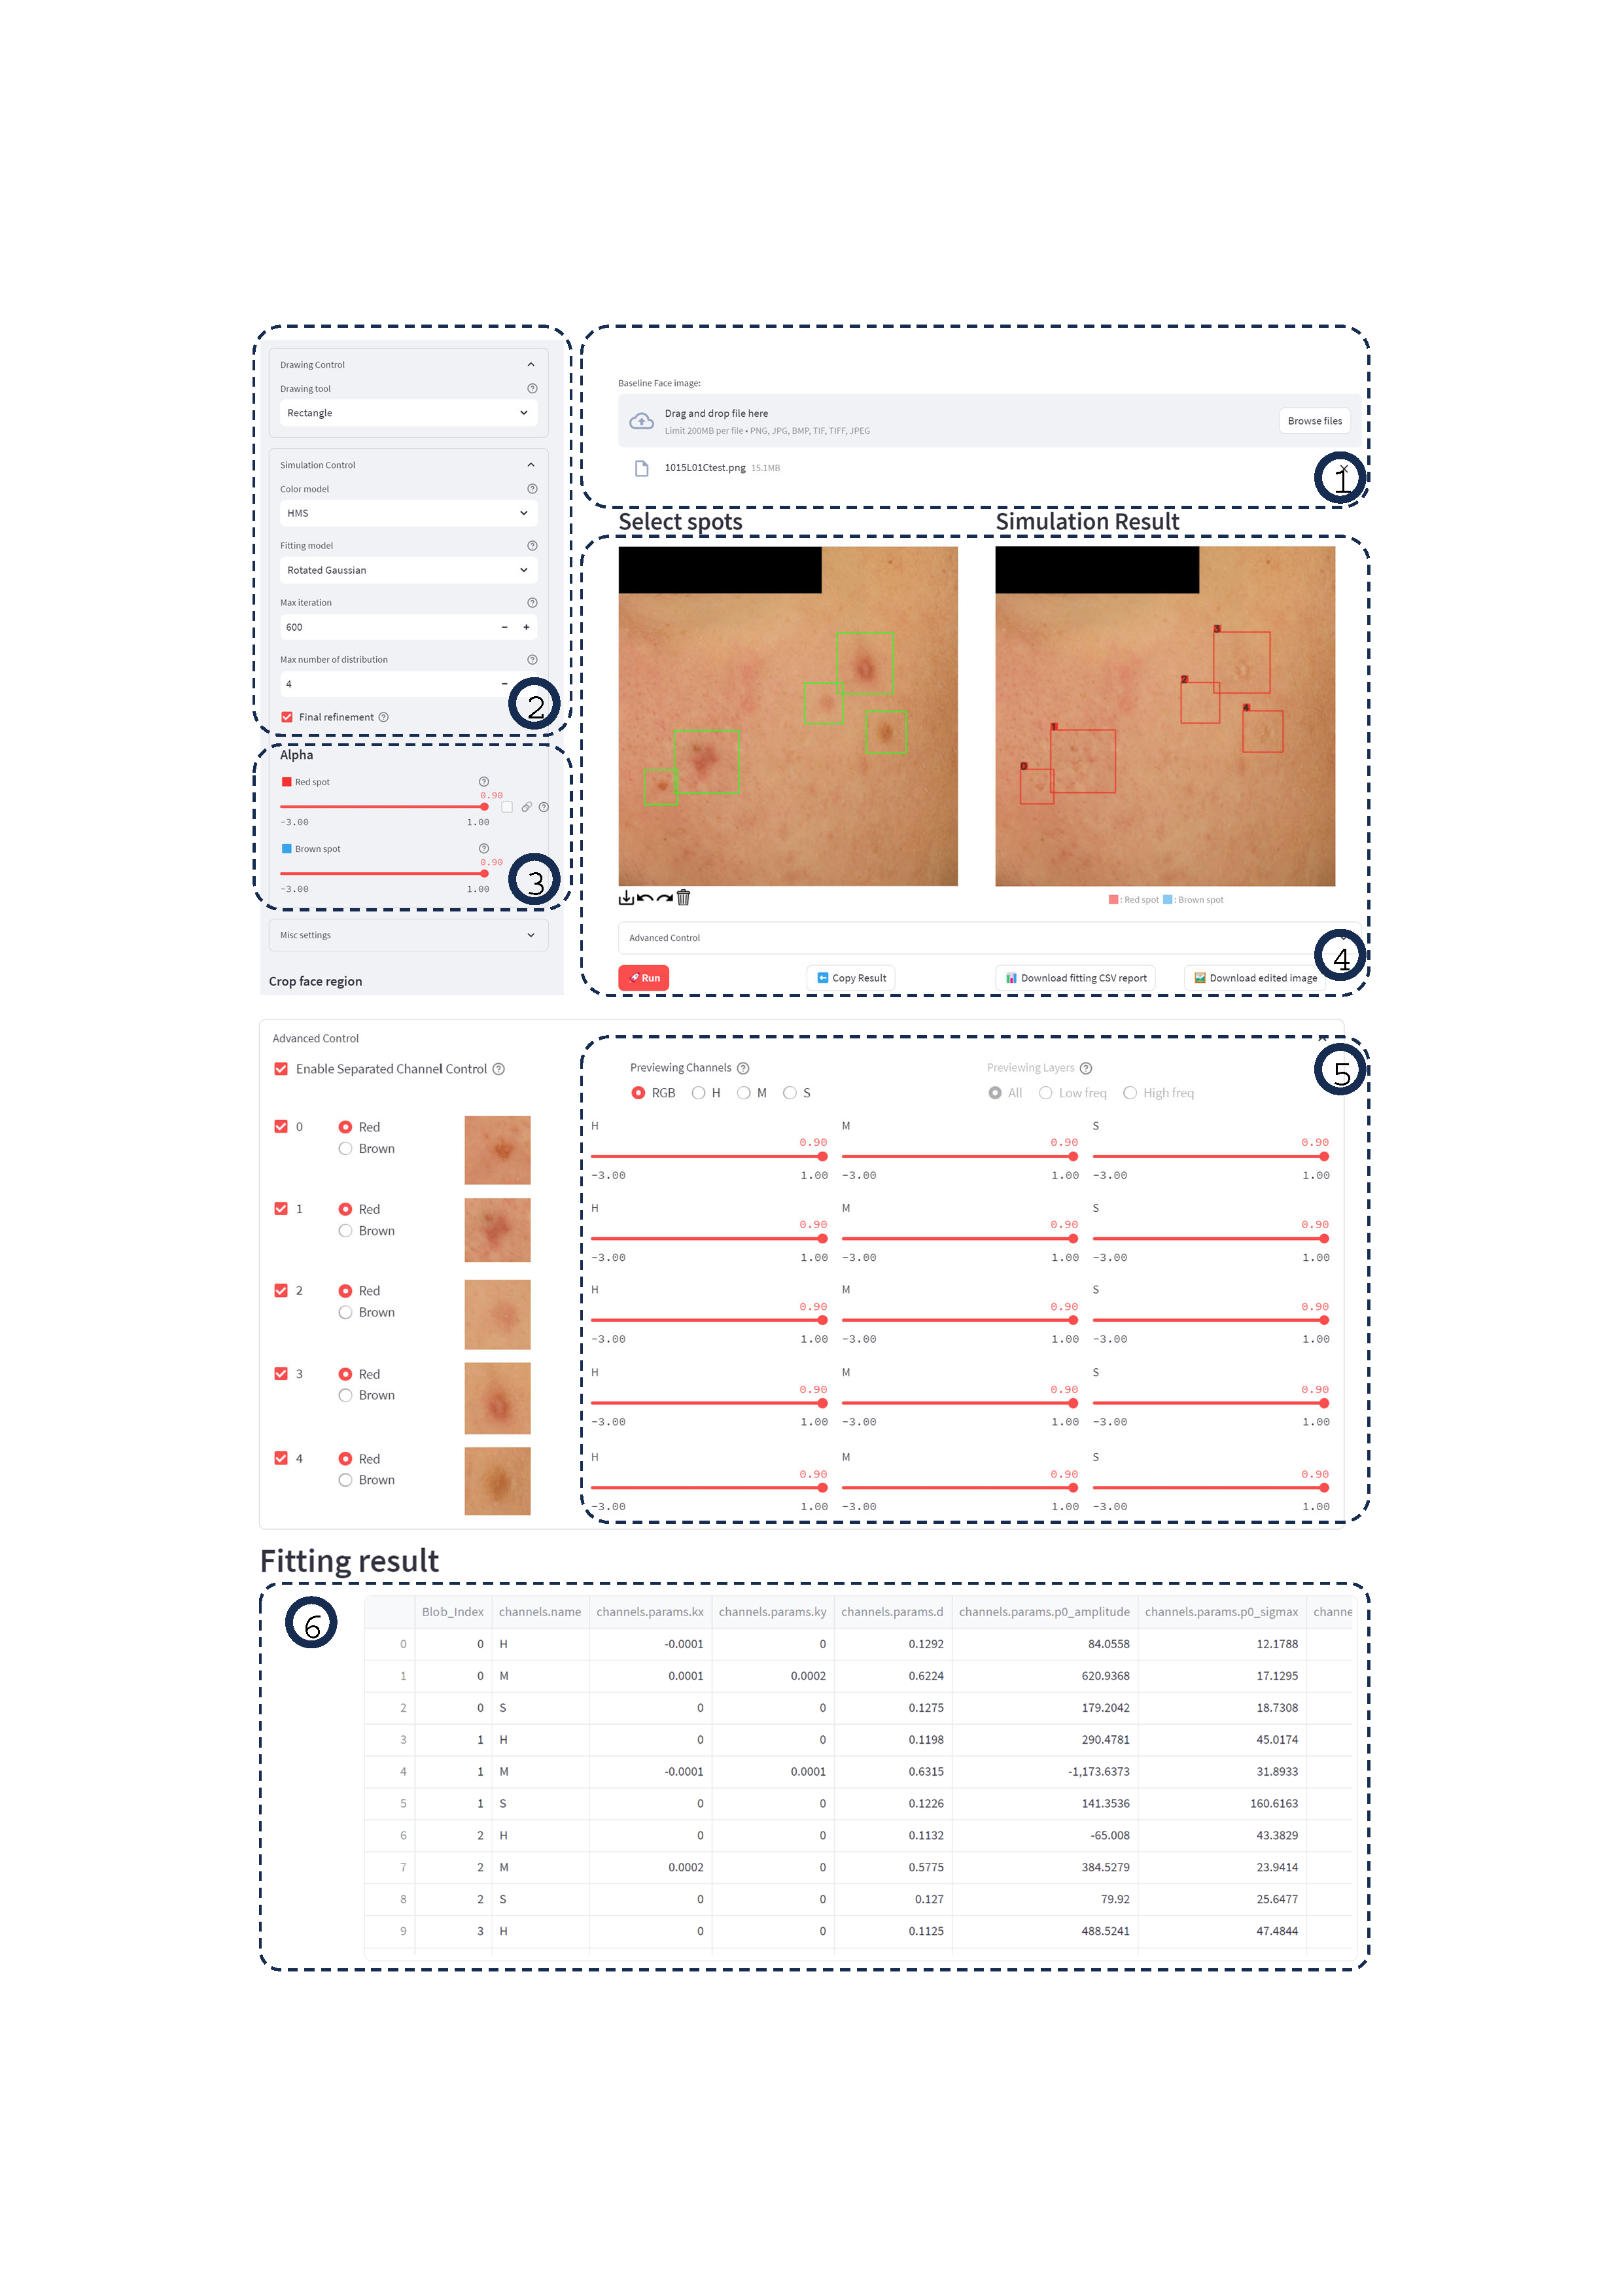 Drawing Control
Drawing tool
Rectangle
Simulation Control
Color model
HMS
Fitting model
Rotated Gaussian
Max iteration
600
Max number of distribution
4
Final refinement
2
Alpha
Red spot
0.90
-3.00 1.00
Brown spot
0.90
-3.00 1.00
3
Misc settings
Crop face region
Baseline Face image:
Drag and drop file here
Limit 200MB per file • PNG, JPG, BMP, TIF, TIFF, JPEG
Browse files
1015L01Ctest.png 15.1MB
1
Select spots Simulation Result
0
1
2
3
4
: Red spot : Brown spot
Advanced Control
4
Run Copy Result Download fitting CSV report Download edited image
Advanced Control
Enable Separated Channel Control
Previewing Channels
RGB H M S
Previewing Layers
All Low freq High freq
5
0 Red
Brown
H M S
0.90 0.90 0.90
-3.00 1.00 -3.00 1.00 -3.00 1.00
1 Red
Brown
H M S
0.90 0.90 0.90
-3.00 1.00 -3.00 1.00 -3.00 1.00
2 Red
Brown
H M S
0.90 0.90 0.90
-3.00 1.00 -3.00 1.00 -3.00 1.00
3 Red
Brown
H M S
0.90 0.90 0.90
-3.00 1.00 -3.00 1.00 -3.00 1.00
4 Red
Brown
H M S
0.90 0.90 0.90
-3.00 1.00 -3.00 1.00 -3.00 1.00
Fitting result
6
Blob_Index channels.name channels.params.kx channels.params.ky channels.params.d channels.params.p0_amplitude channels.params.p0_sigmax channe
0 0 H -0.0001 0 0.1292 84.0558 12.1788
1 0 M 0.0001 0.0002 0.6224 620.9368 17.1295
2 0 S 0 0 0.1275 179.2042 18.7308
3 1 H 0 0 0.1198 290.4781 45.0174
4 1 M -0.0001 0.0001 0.6315 -1,173.6373 31.8933
5 1 S 0 0 0.1226 141.3536 160.6163
6 2 H 0 0 0.1132 -65.008 43.3829
7 2 M 0.0002 0 0.5775 384.5279 23.9414
8 2 S 0 0 0.127 79.92 25.6477
9 3 H 0 0 0.1125 488.5241 47.4844